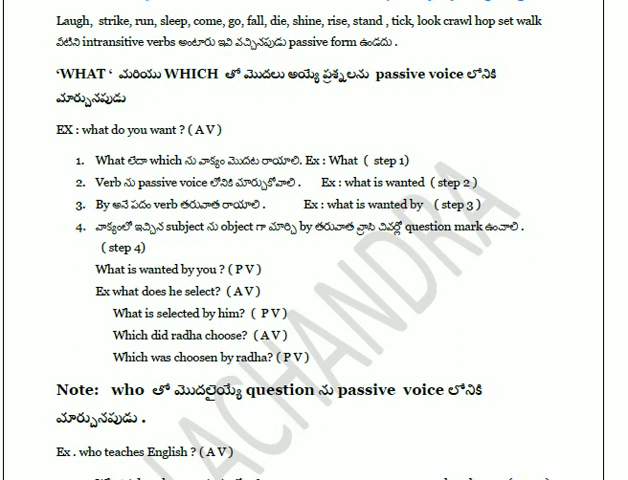 Laugh, strike, run, sleep, come, go, fall, die, shine, rise, stand , tick, look crawl hop set walk
వీటిని intransitive verbs అంటారు ఇవి వచ్చినపుడు passive form ఉండదు .
‘WHAT ‘ మరియు WHICH తో మొదలు అయ్యే ప్రశ్నలను passive voice లోనికి
మార్చునపుడు
EX : what do you want ? ( A V )
1. What లేదా which ను వాక్యం మొదట రాయాలి. Ex : What ( step 1)
2. Verb ను passive voice లోనికి మార్చుకోవాలి . Ex : what is wanted ( step 2 )
3. By అనే పదం verb తరువాత రాయాలి . Ex : what is wanted by ( step 3 )
4. వాక్యంలో ఇచ్చిన subject ను object గా మార్చి by తరువాత వ్రాసి చివర్లో question mark ఉంచాలి .
( step 4)
What is wanted by you ? ( P V )
Ex what does he select? ( A V )
What is selected by him? ( P V )
Which did radha choose? ( A V )
Which was choosen by radha? ( P V )
Note: who తో మొదలైయ్యే question ను passive voice లోనికి
మార్చునపుడు .
Ex . who teaches English ? ( A V )
LACHANDRA